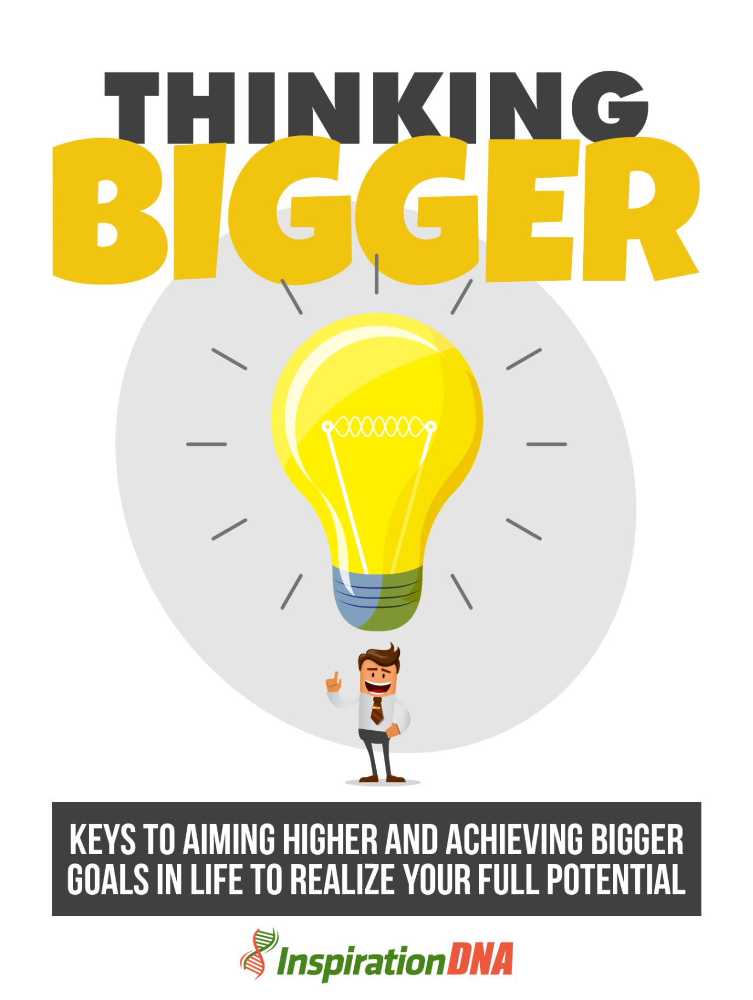 THINKING
BIGGER
KEYS TO AIMING HIGHER AND ACHIEVING BIGGER
GOALS IN LIFE TO REALIZE YOUR FULL POTENTIAL
InspirationDNA